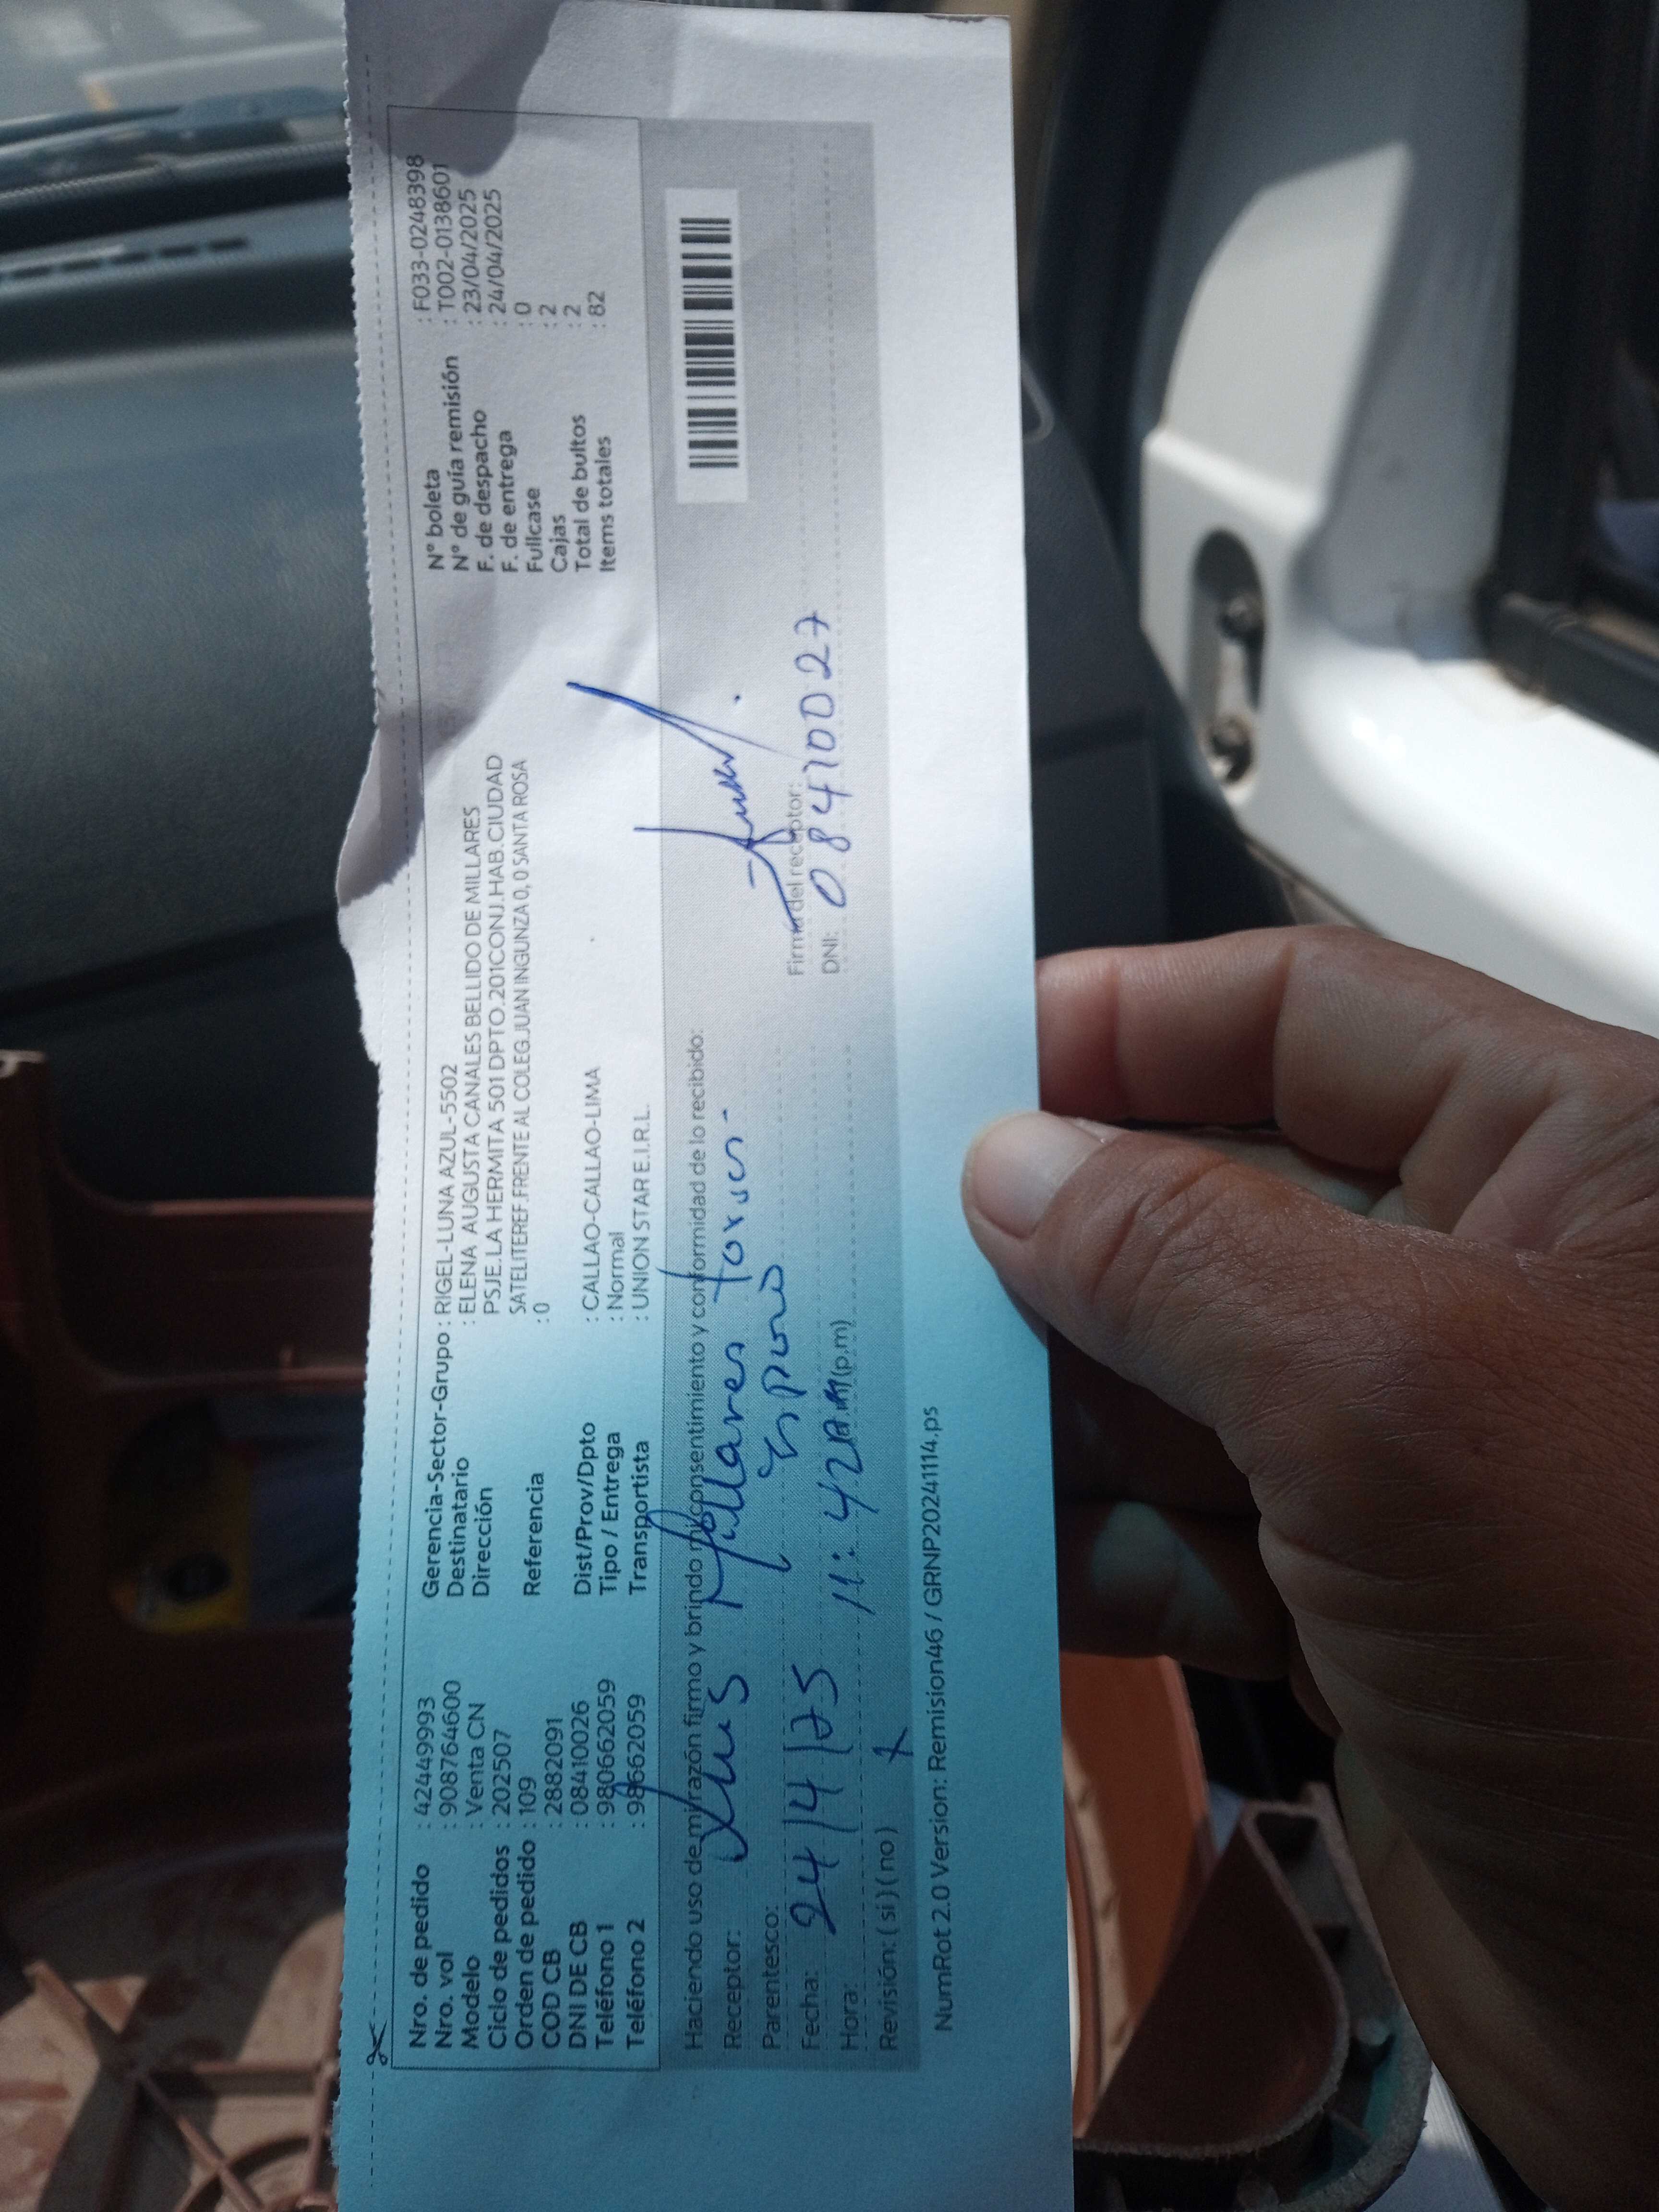 Nro. de pedido : 42449993
Nro. vol : 908764600
Modelo : Venta CN
Ciclo de pedidos : 202507
Orden de pedido : 109
COD CB : 2882091
DNI DE CB : 08410026
Teléfono 1 : 980662059
Teléfono 2 : 980662059
Gerencia-Sector-Grupo : RIGEL-LUNA AZUL-5502
Destinatario : ELENA AUGUSTA CANALES BELLIDO DE MILLARES
Dirección PSJE.LA HERMITA 501 DPTO.201CONJ.HAB.CIUDAD
SATELITEREF.FRENTE AL COLEG.JUAN INGUNZA 0, 0 SANTA ROSA
Referencia : 0
Dist/Prov/Dpto : CALLAO-CALLAO-LIMA
Tipo / Entrega : Normal
Transportista : UNION STAR E.I.R.L.
N° boleta : F033-0248398
N° de guía remisión : T002-0138601
F. de despacho : 23/04/2025
F. de entrega : 24/04/2025
Fullcase : 0
Cajas : 2
Total de bultos : 2
Items totales : 82
Haciendo uso de mi razón firmo y brindo mi consentimiento y conformidad de lo recibido:
Receptor: Luis Millares
Parentesco: Esposo
Fecha: 24/4/25
Hora: 11:42 A.M (p.m)
Revisión: ( si ) ( no ) X
Firma del receptor:
DNI: 08410027
NumRot 2.0 Version: Remision46 / GRNP20241114.ps